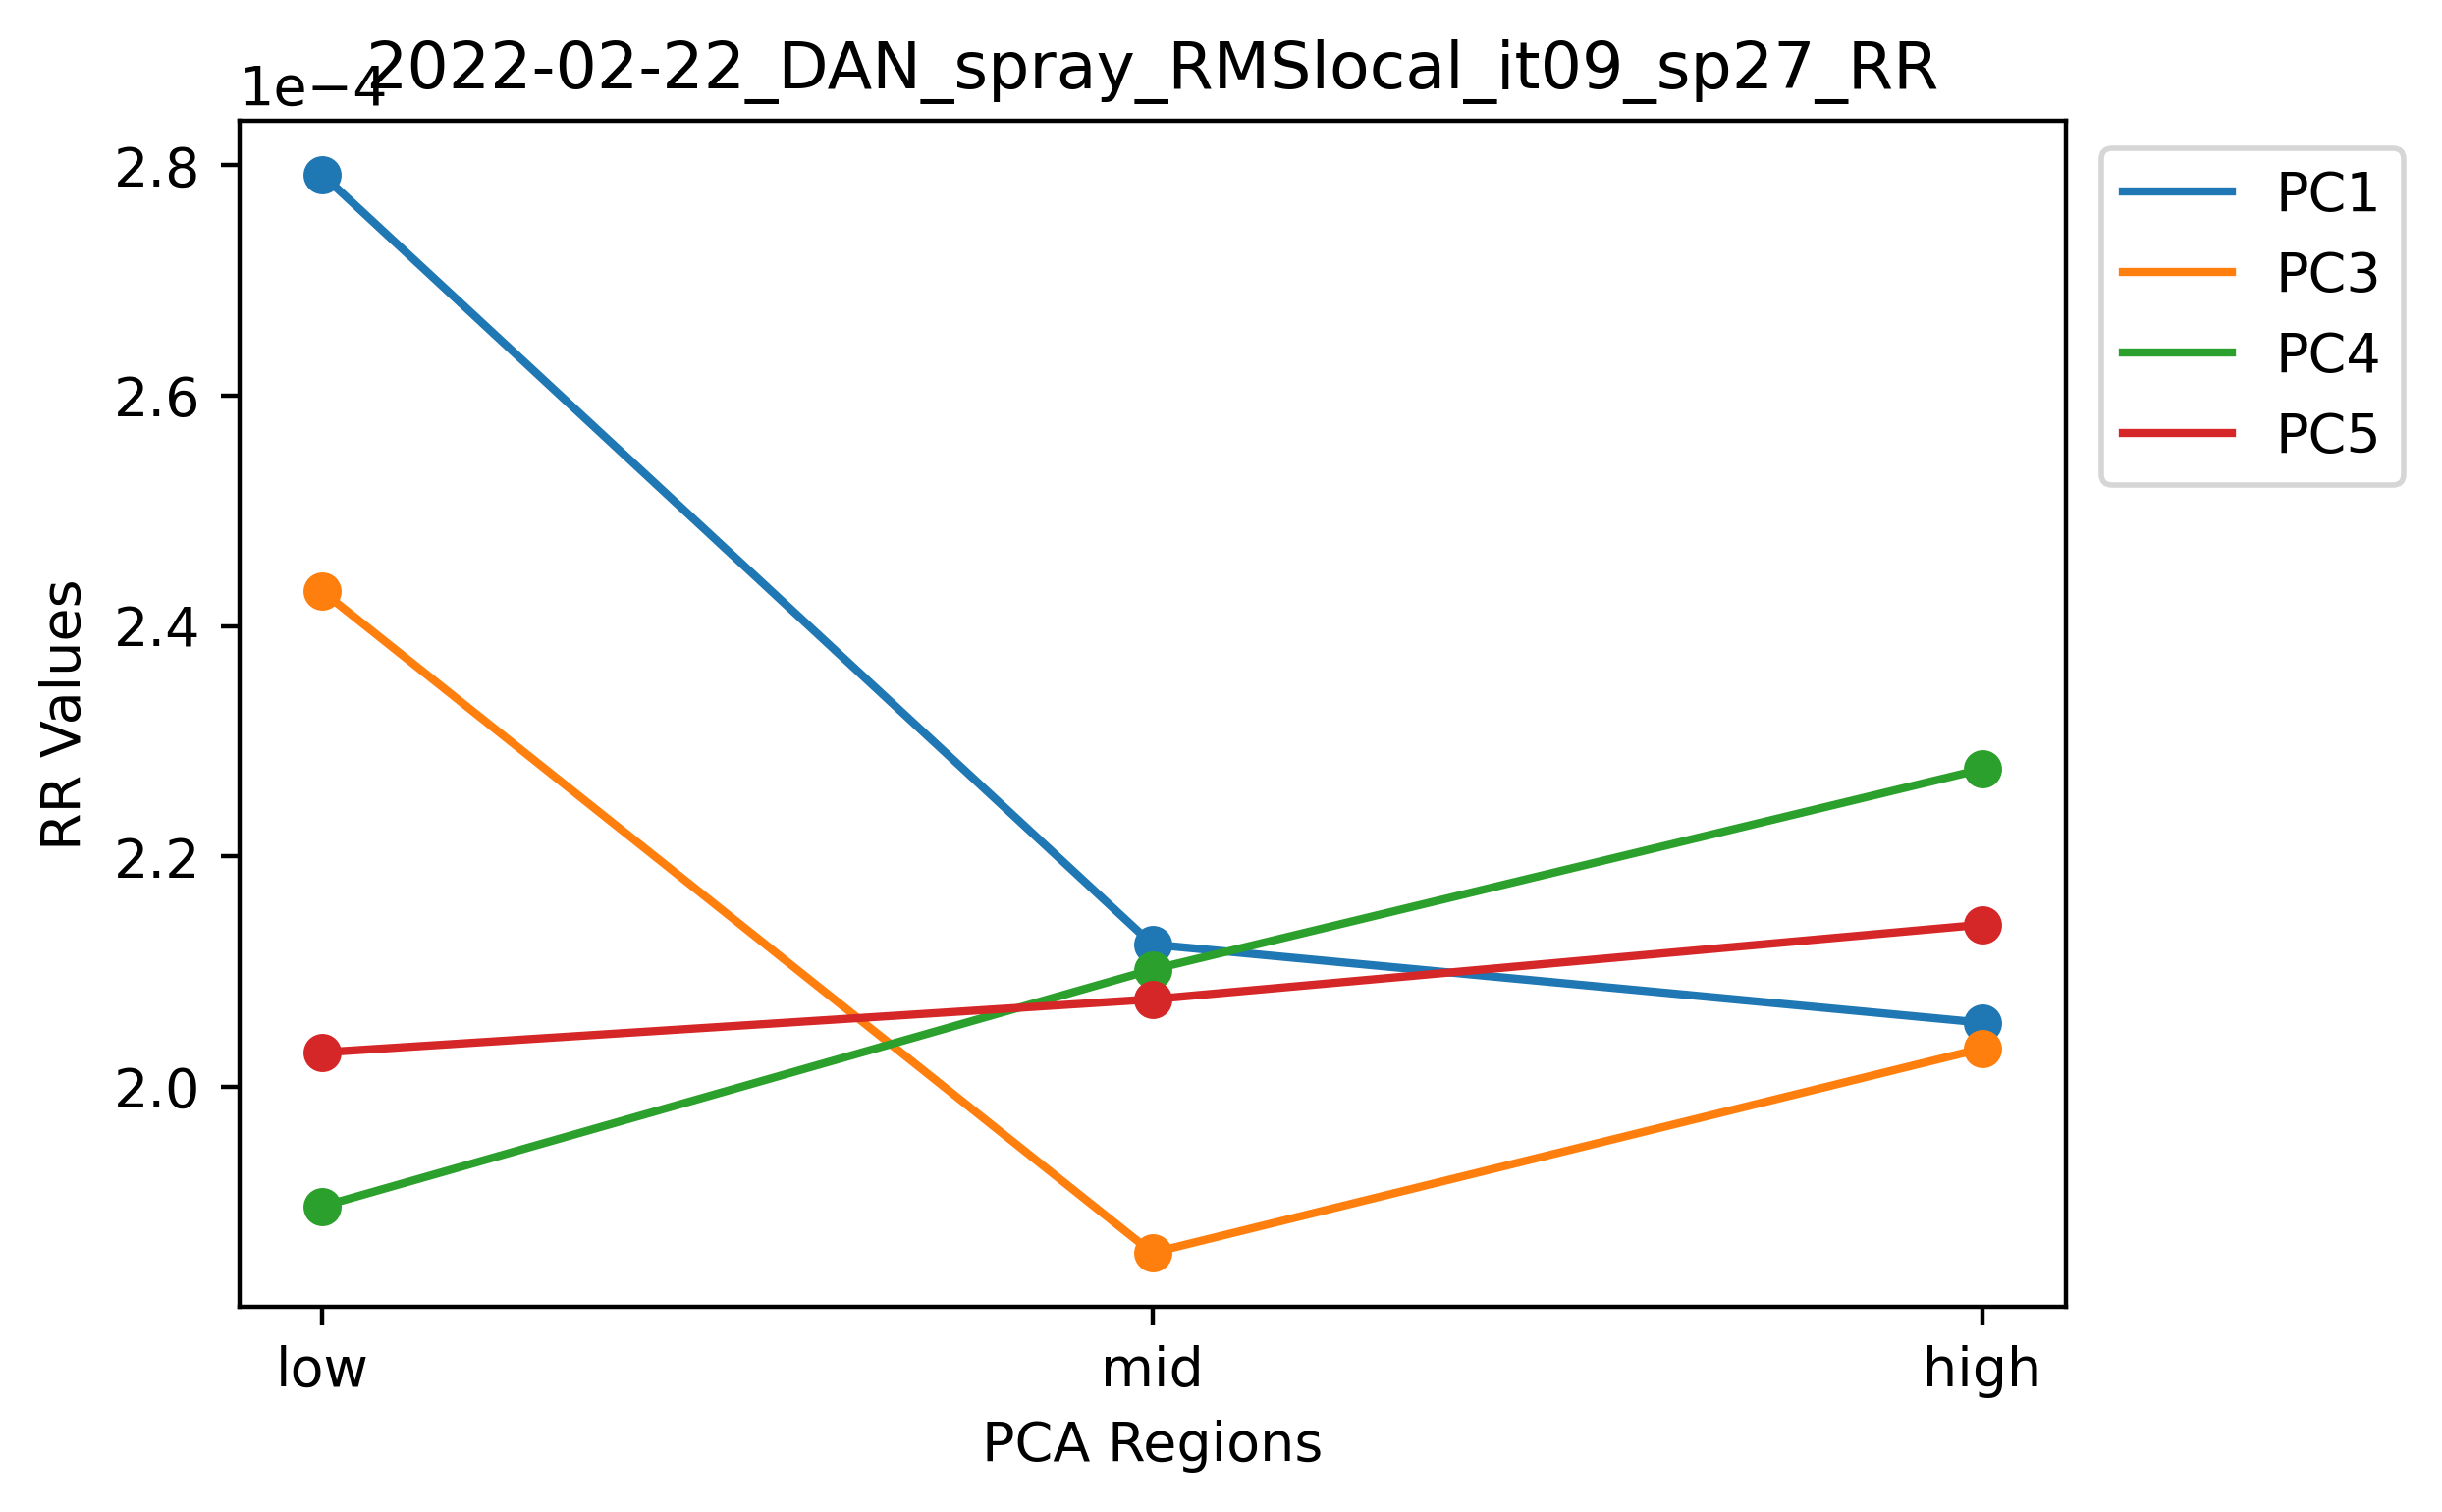 2022-02-22_DAN_spray_RMSlocal_it09_sp27_RR
1e−4
2.8
2.6
2.4
2.2
2.0
RR Values
low mid high
PCA Regions
PC1
PC3
PC4
PC5